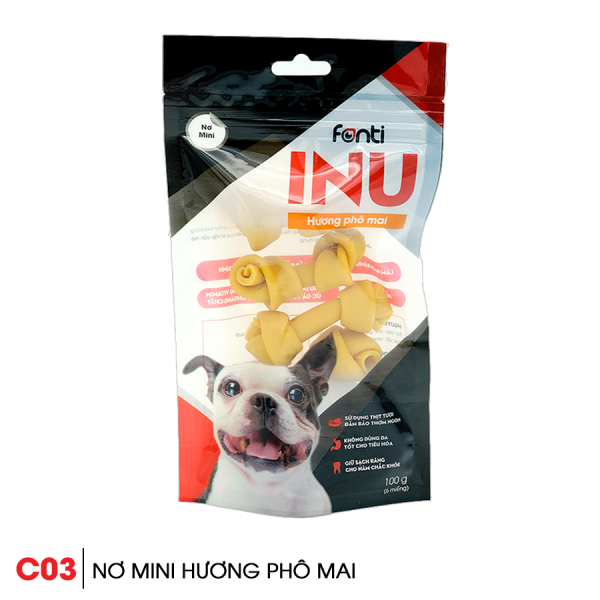 Nơ
Mini
fonti
INU
Hương phô mai
SỬ DỤNG THỊT TƯƠI
ĐẢM BẢO THƠM NGON
KHÔNG DÙNG DA
TỐT CHO TIÊU HÓA
GIỮ SẠCH RĂNG
CHO HÀM CHẮC KHỎE
100 g
(6 miếng)
C03 NƠ MINI HƯƠNG PHÔ MAI